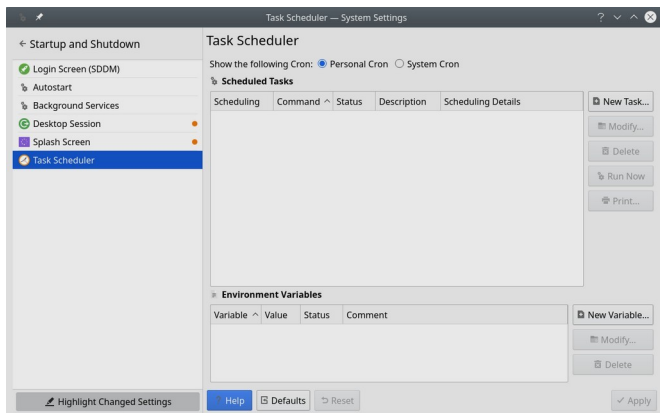 Task Scheduler — System Settings
Startup and Shutdown
Login Screen (SDDM)
Autostart
Background Services
Desktop Session
Splash Screen
Task Scheduler
Highlight Changed Settings
Task Scheduler
Show the following Cron: Personal Cron System Cron
Scheduled Tasks
Scheduling Command Status Description Scheduling Details
New Task...
Modify...
Delete
Run Now
Print...
Environment Variables
Variable Value Status Comment
New Variable...
Modify...
Delete
Help Defaults Reset Apply